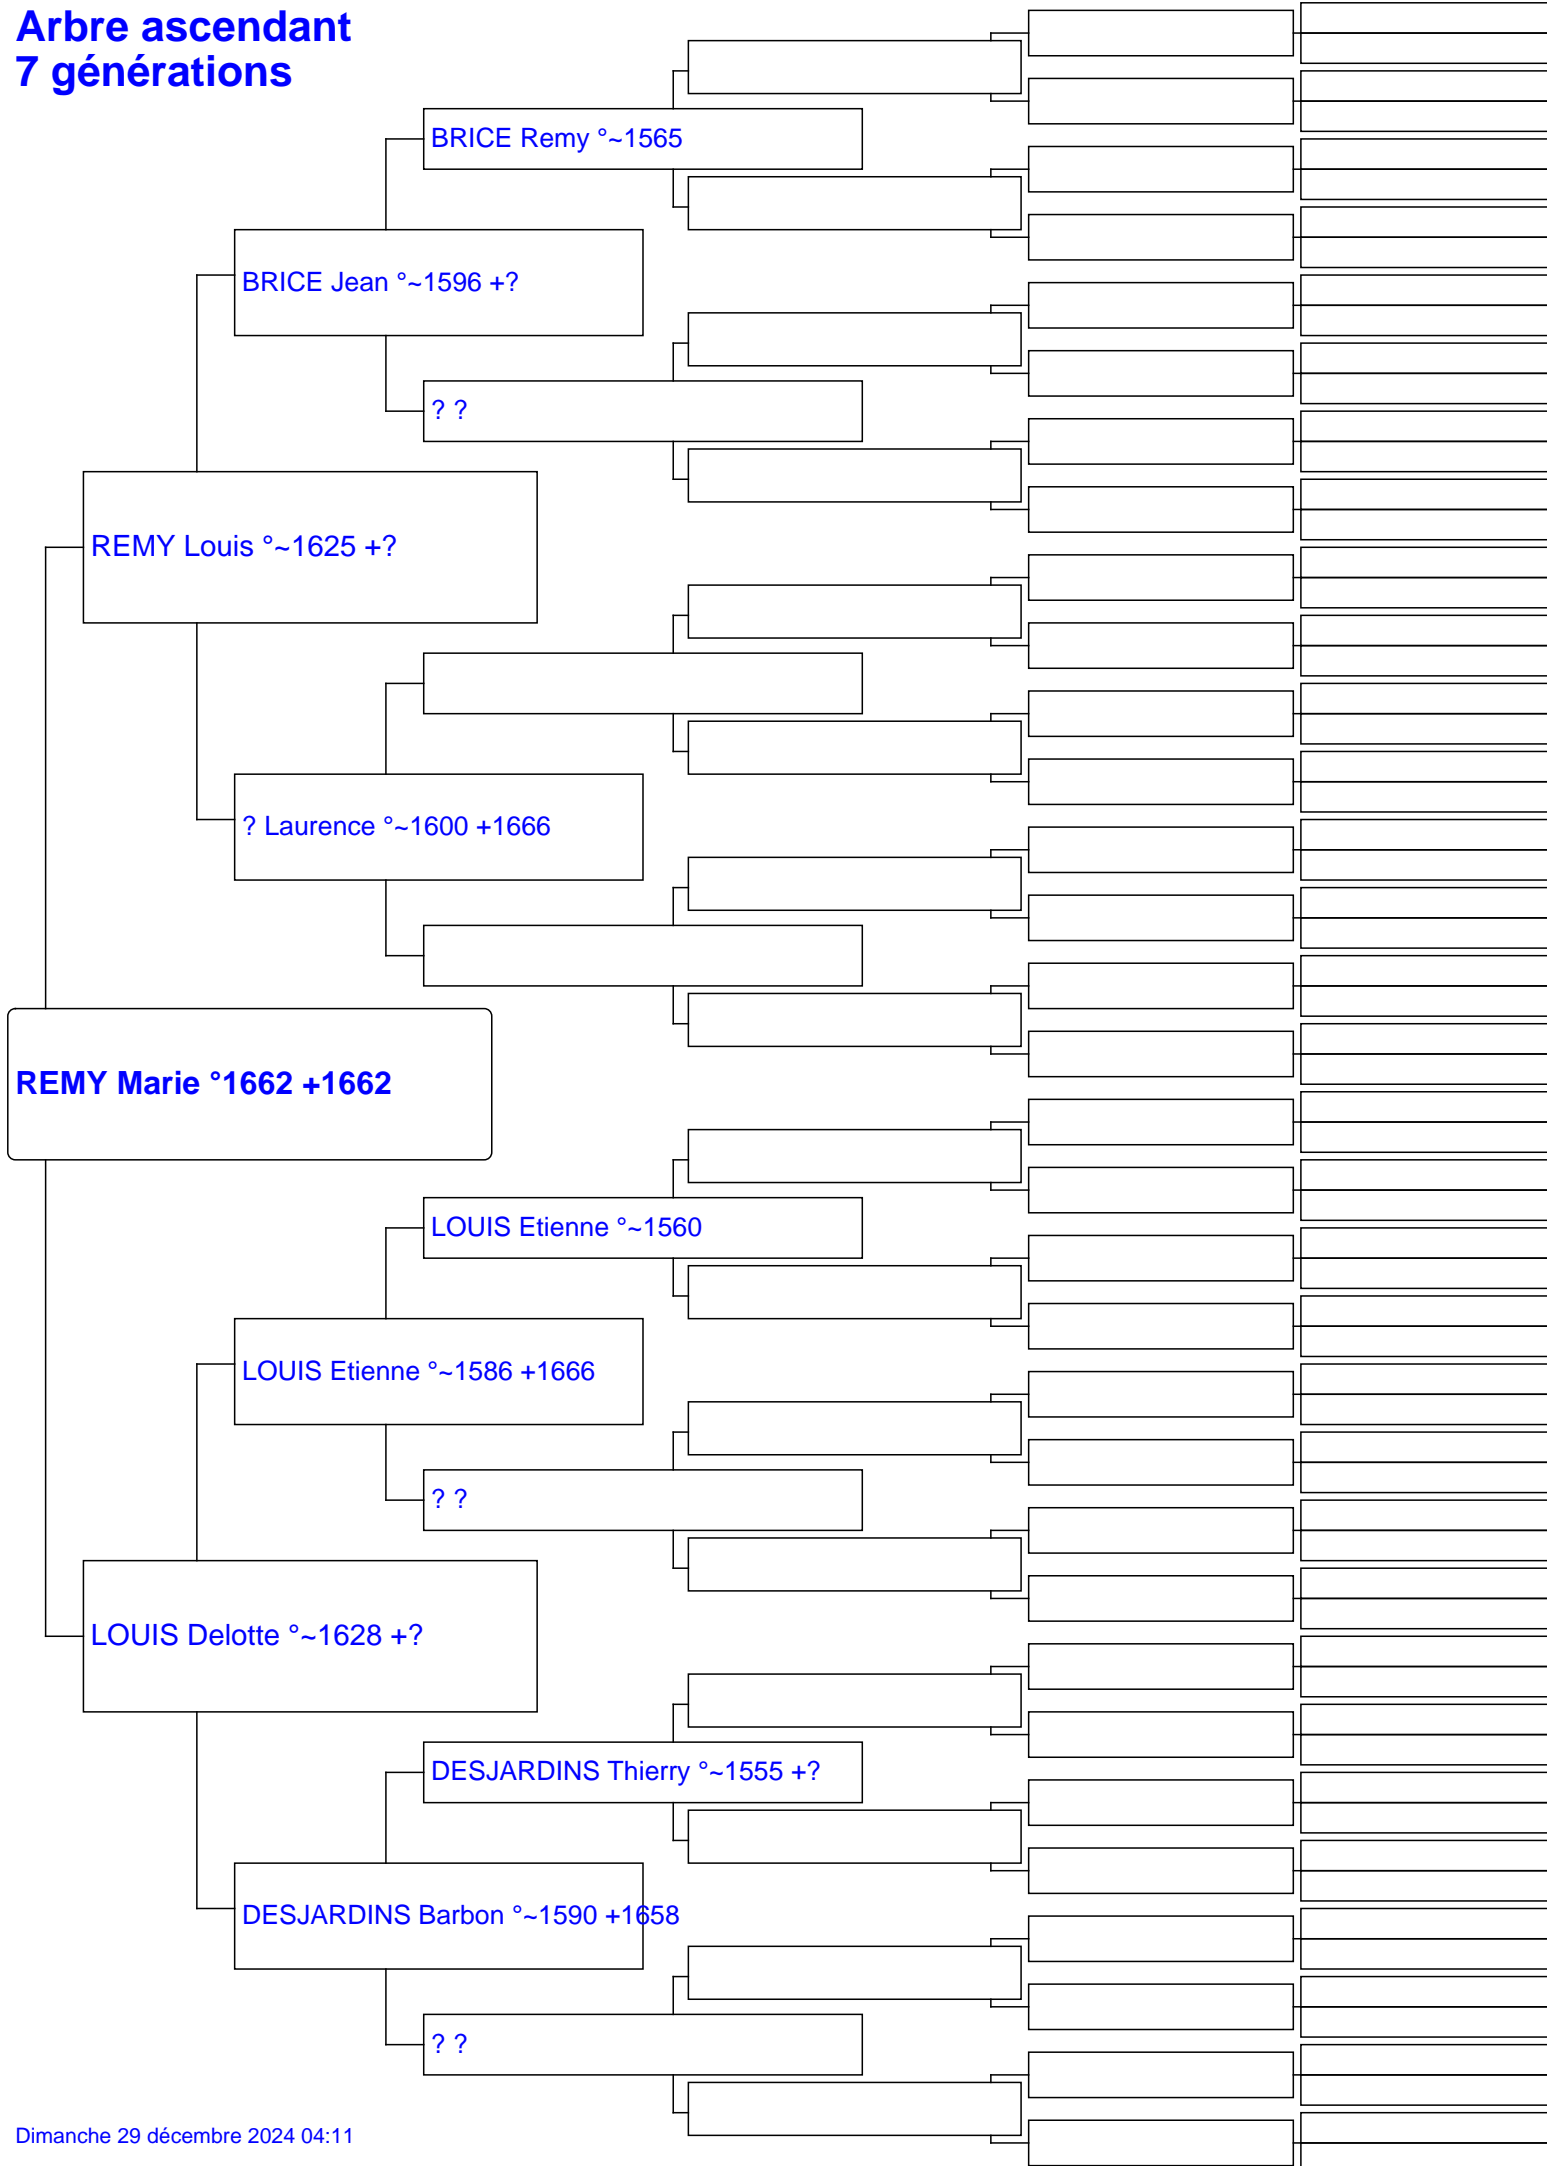 Arbre ascendant
7 générations
BRICE Remy °~1565
BRICE Jean °~1596 +?
? ?
REMY Louis °~1625 +?
? Laurence °~1600 +1666
REMY Marie °1662 +1662
LOUIS Etienne °~1560
LOUIS Etienne °~1586 +1666
? ?
LOUIS Delotte °~1628 +?
DESJARDINS Thierry °~1555 +?
DESJARDINS Barbon °~1590 +1658
? ?
Dimanche 29 décembre 2024 04:11